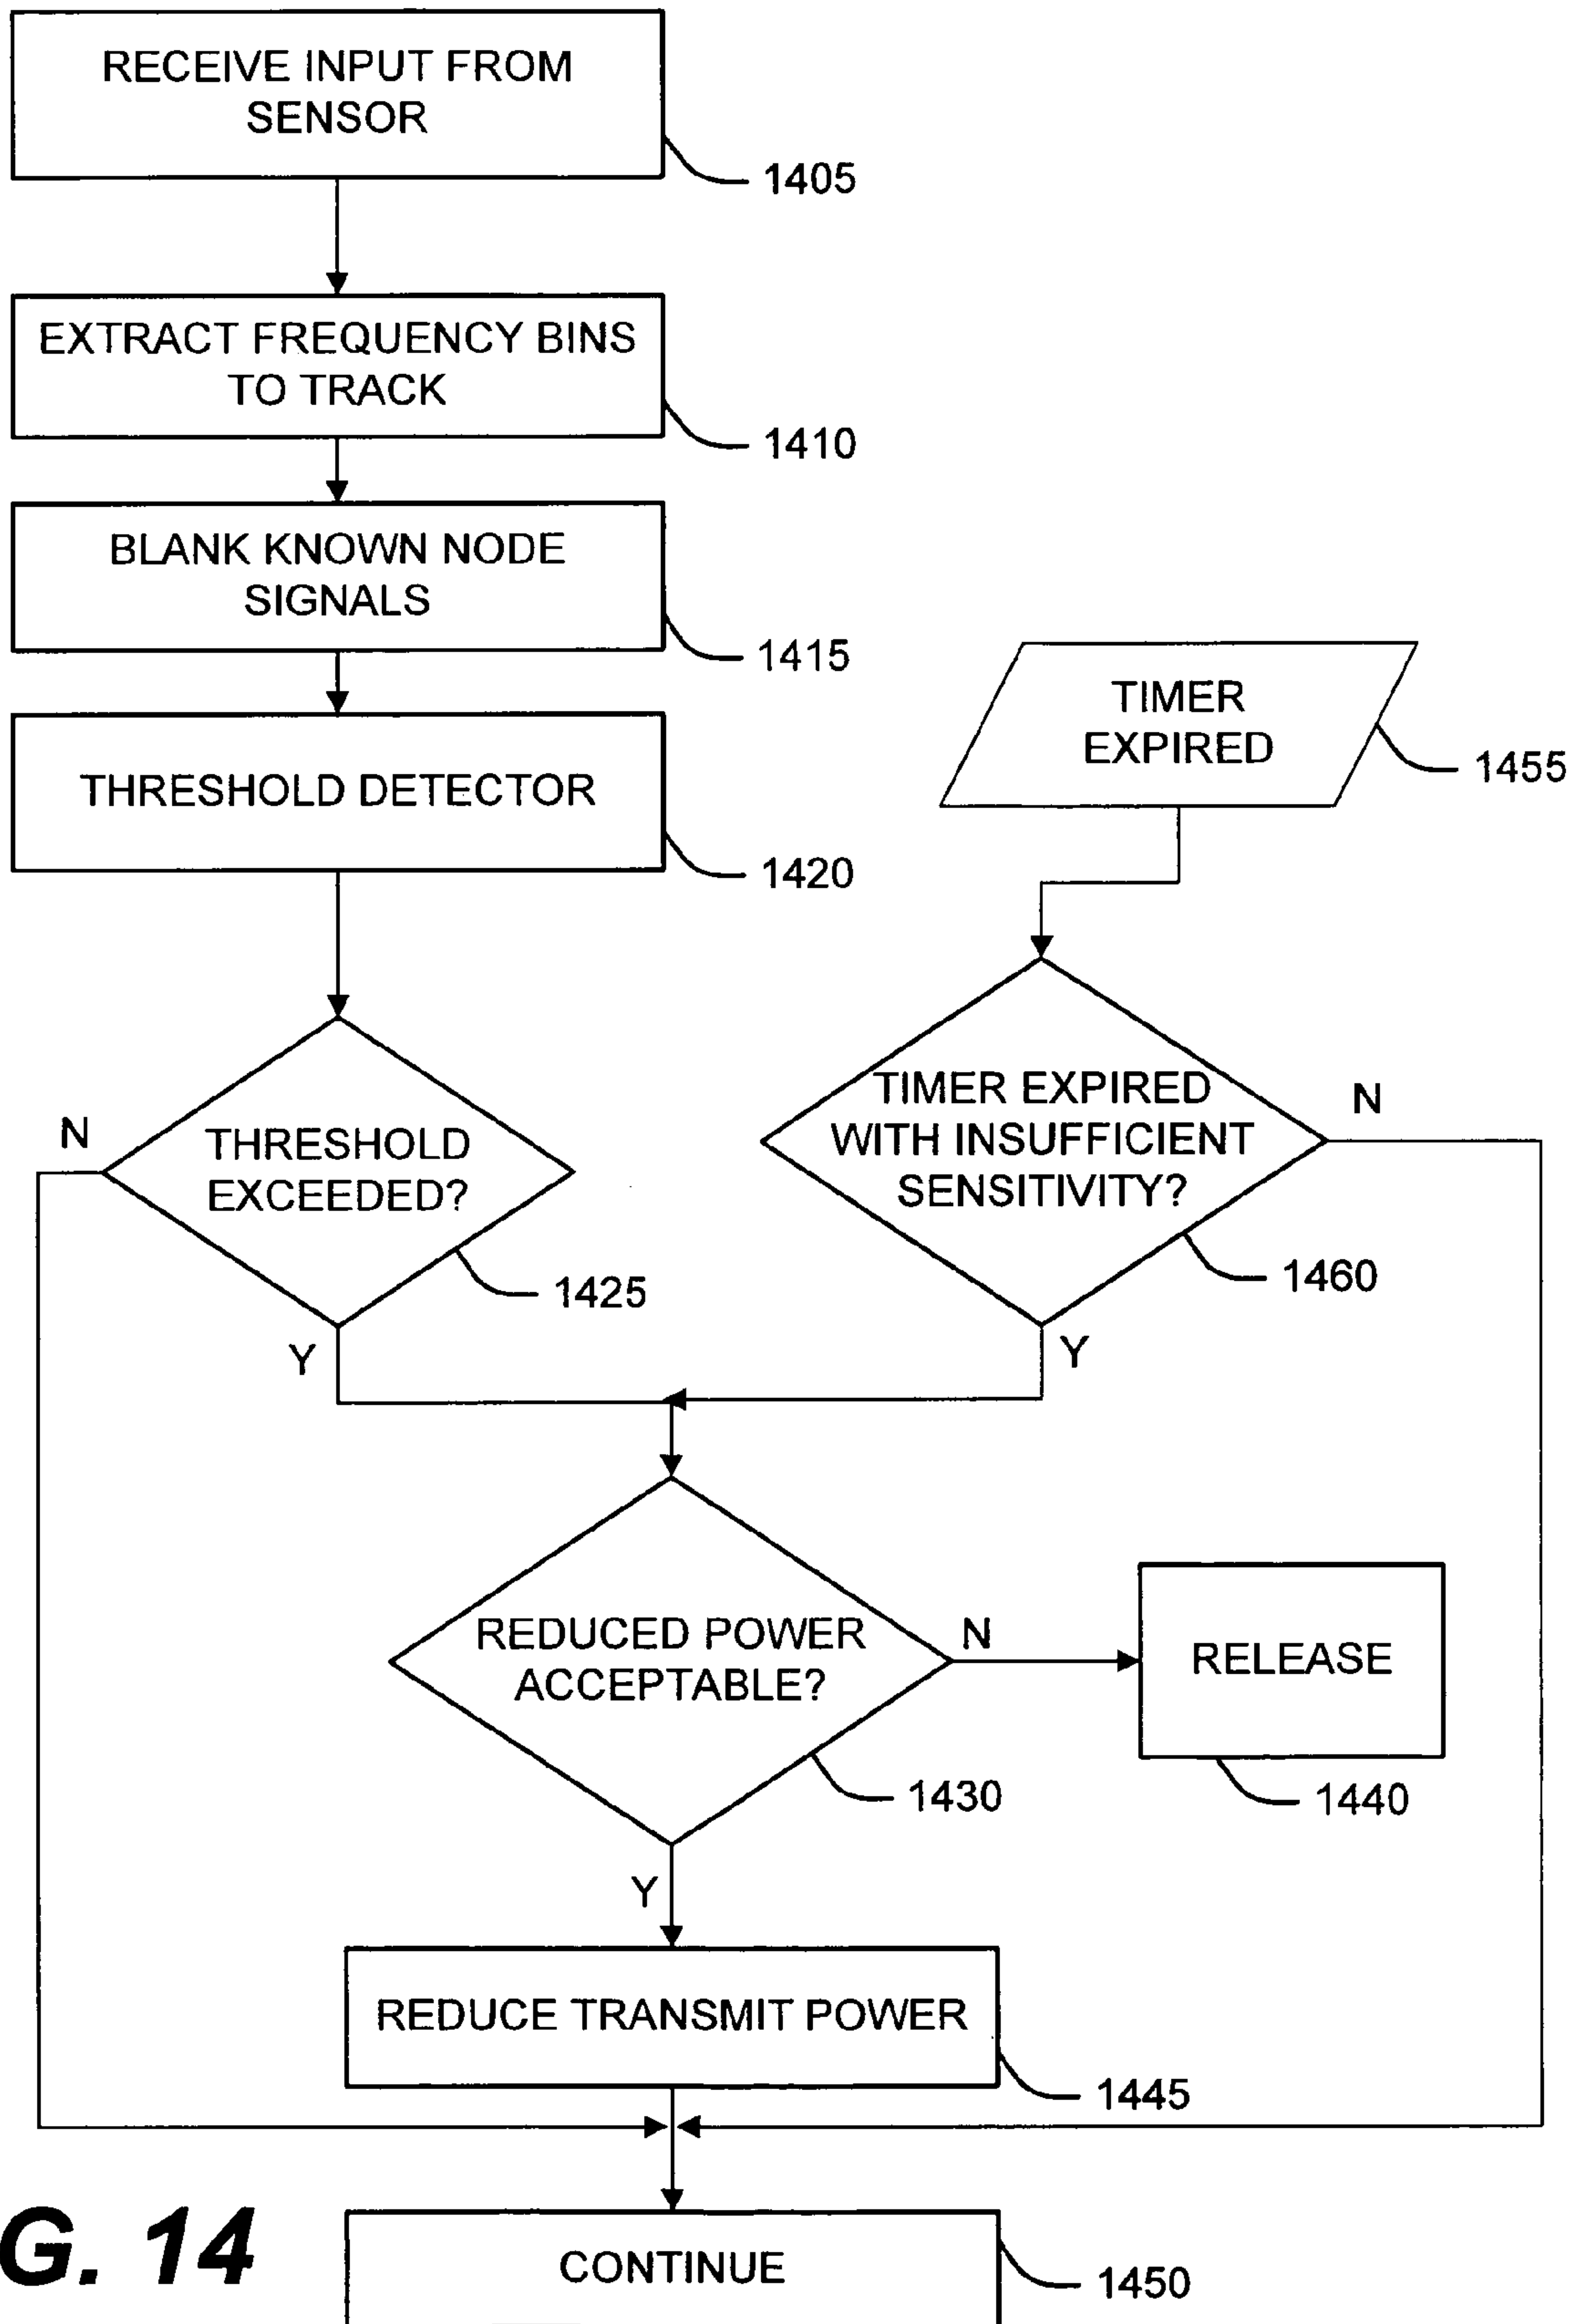 RECEIVE INPUT FROM
SENSOR
1405
EXTRACT FREQUENCY BINS
TO TRACK
1410
BLANK KNOWN NODE
SIGNALS
1415
TIMER
EXPIRED
1455
THRESHOLD DETECTOR
1420
TIMER EXPIRED
WITH INSUFFICIENT
SENSITIVITY?
N
1460
Y
N
THRESHOLD
EXCEEDED?
1425
Y
REDUCED POWER
ACCEPTABLE?
N
1430
Y
RELEASE
1440
REDUCE TRANSMIT POWER
1445
CONTINUE
1450
G. 14